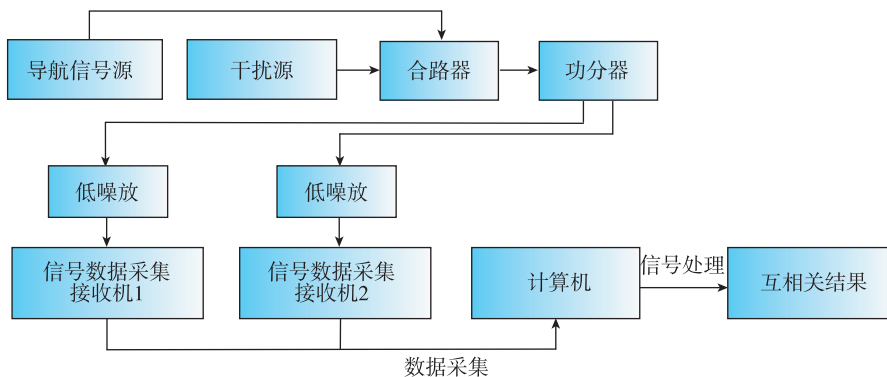 导航信号源
干扰源
合路器
功分器
低噪放
低噪放
信号数据采集
接收机1
信号数据采集
接收机2
计算机
信号处理
互相关结果
数据采集